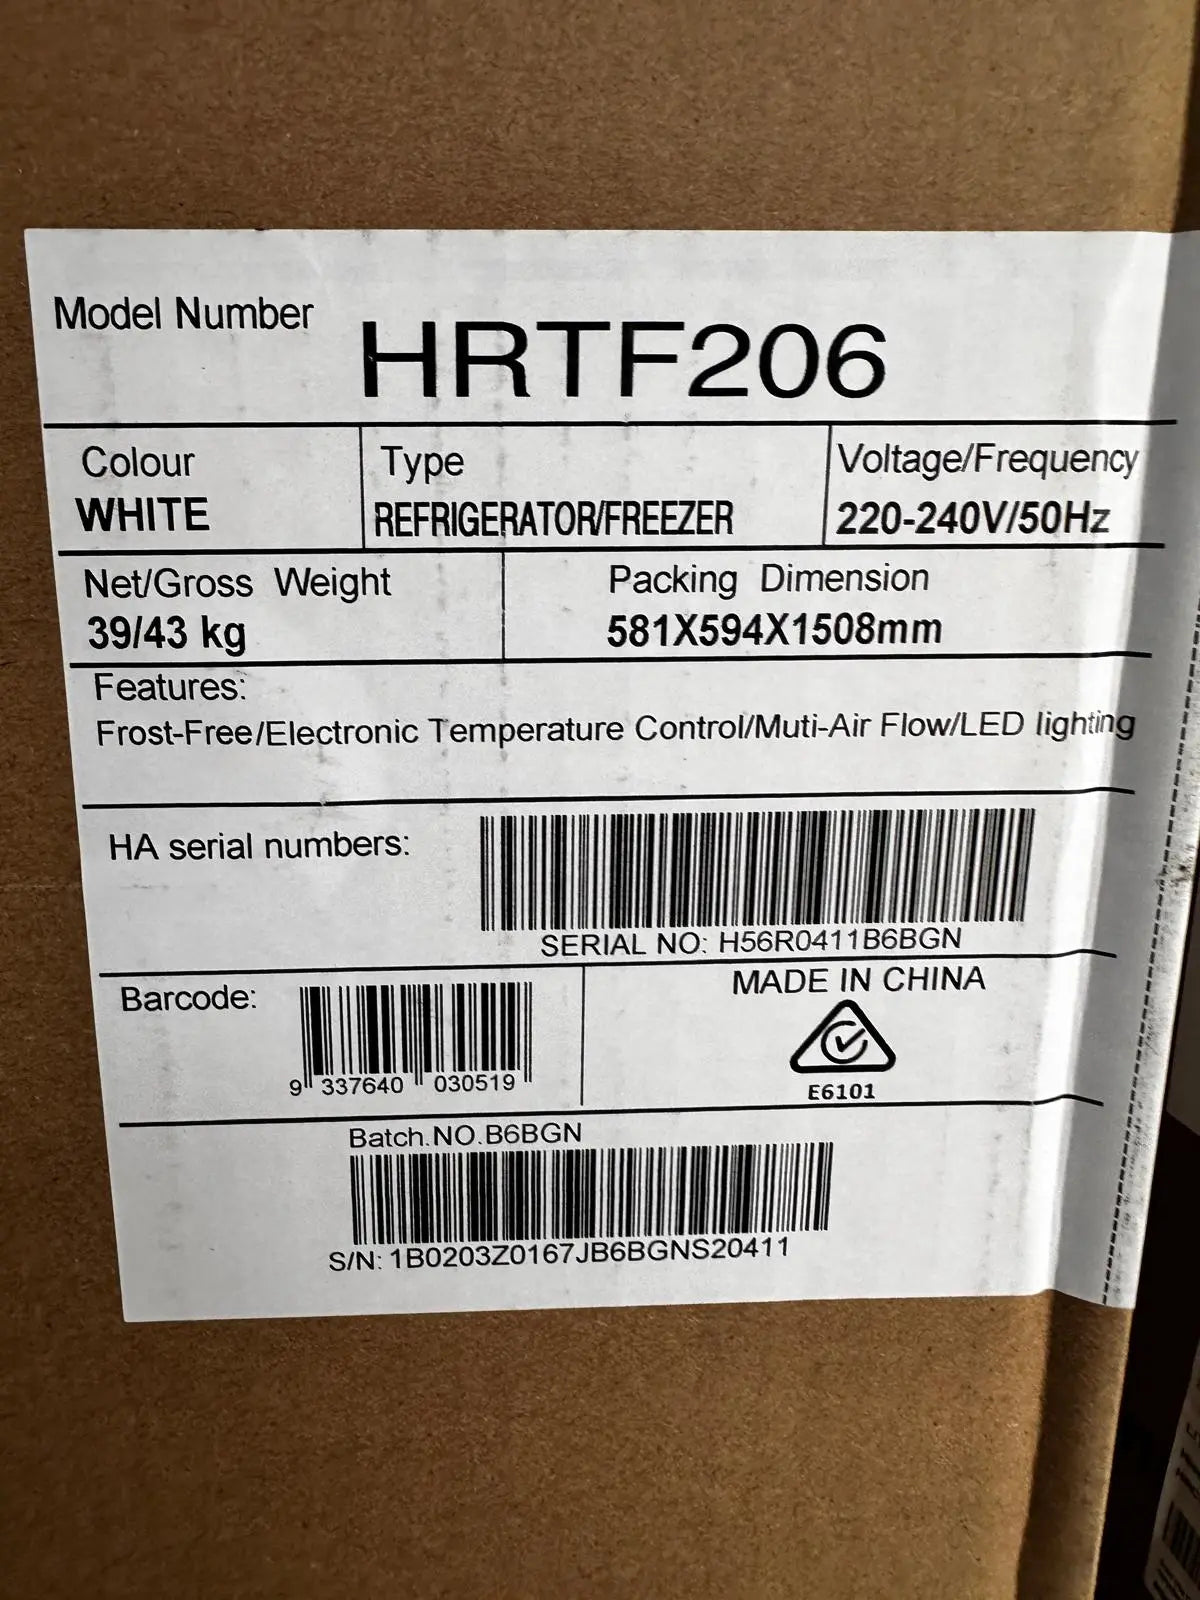 Model Number
HRTF206
Colour
WHITE
Type
REFRIGERATOR/FREEZER
Voltage/Frequency
220-240V/50Hz
Net/Gross Weight
39/43 kg
Packing Dimension
581X594X1508mm
Features:
Frost-Free/Electronic Temperature Control/Muti-Air Flow/LED lighting
HA serial numbers:
SERIAL NO: H56R0411B6BGN
Barcode:
9 337640 030519
MADE IN CHINA
E6101
Batch.NO.B6BGN
S/N: 1B0203Z0167JB6BGNS20411